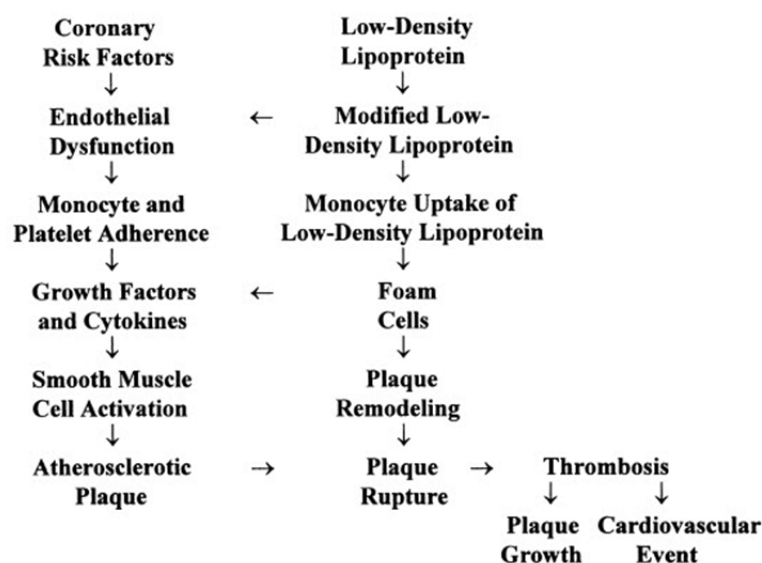 Coronary Low-Density
Risk Factors Lipoprotein
↓ ↓
Endothelial ← Modified Low-
Dysfunction Density Lipoprotein
↓ ↓
Monocyte and Monocyte Uptake of
Platelet Adherence Low-Density Lipoprotein
↓ ↓
Growth Factors ← Foam
and Cytokines Cells
↓ ↓
Smooth Muscle Plaque
Cell Activation Remodeling
↓ ↓
Atherosclerotic → Plaque → Thrombosis
Plaque Rupture ↓ ↓
Plaque Cardiovascular
Growth Event